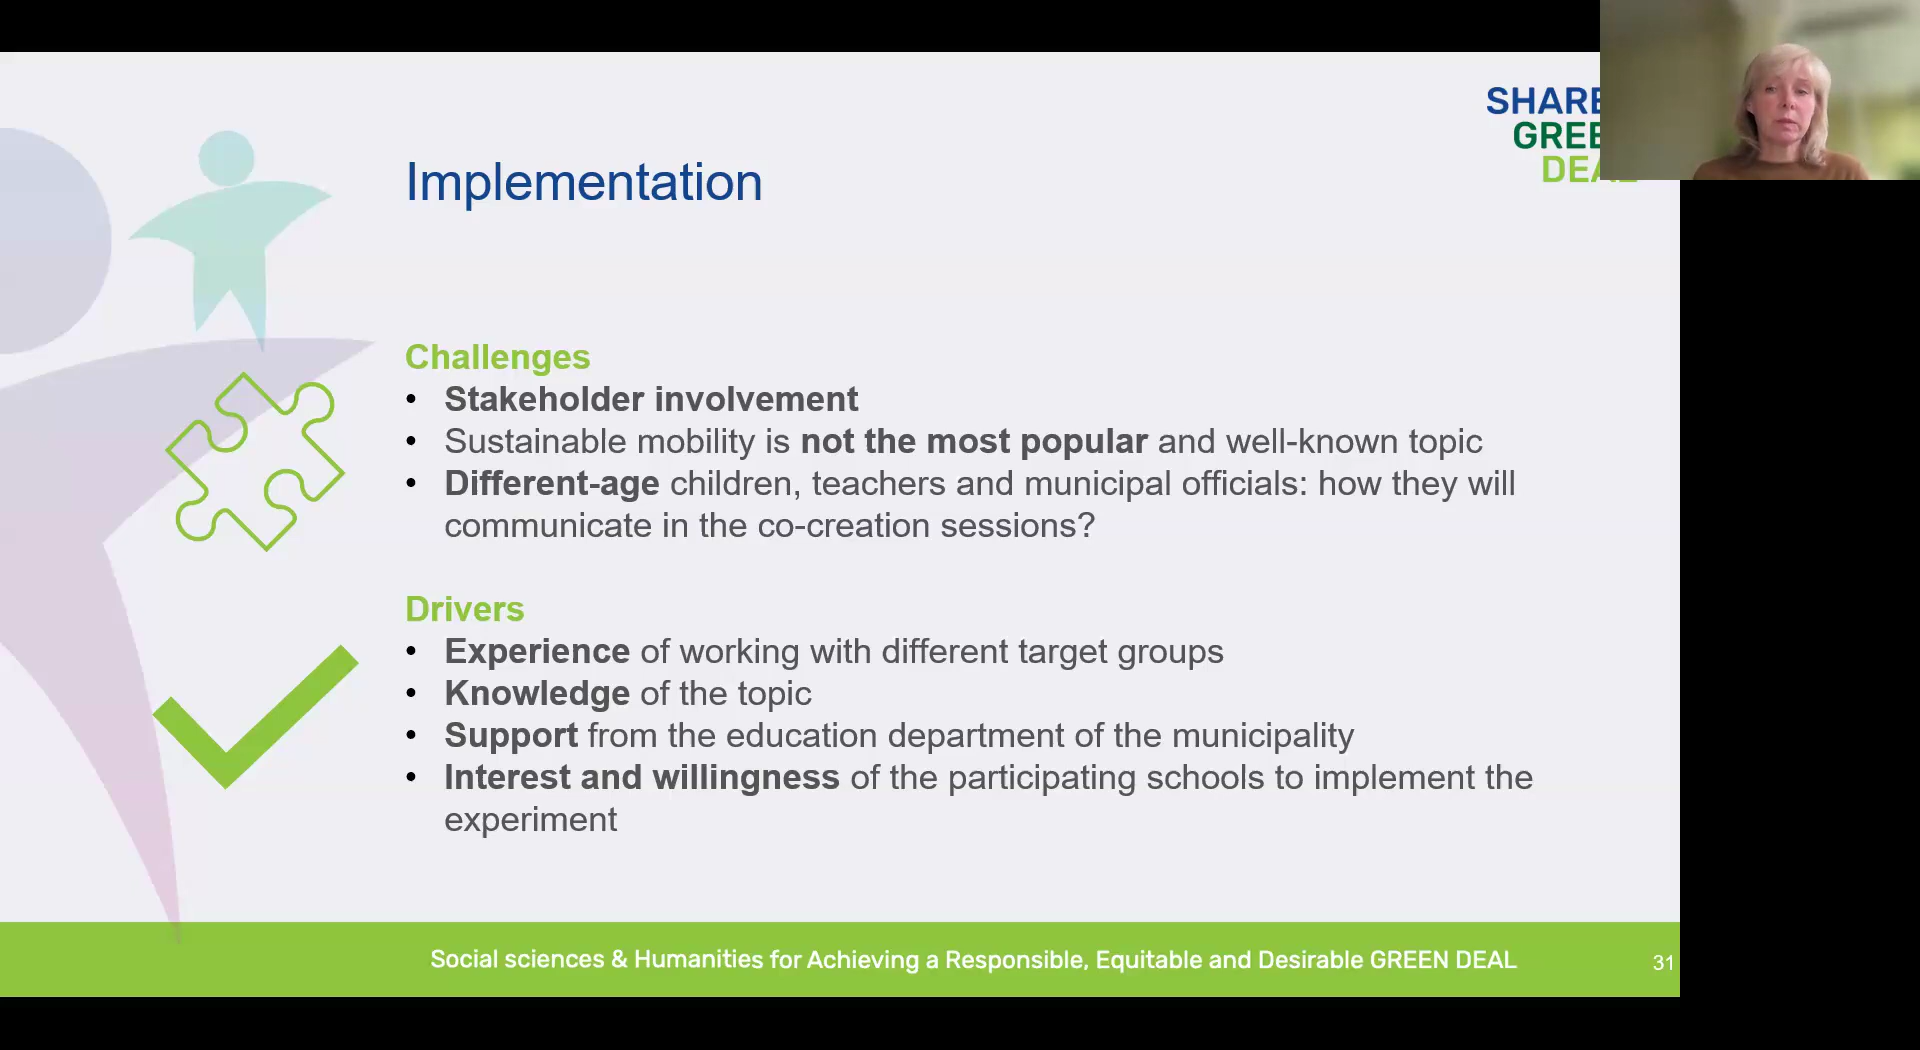 SHARE
GREE
DEAL
Implementation
Challenges
• Stakeholder involvement
• Sustainable mobility is not the most popular and well-known topic
• Different-age children, teachers and municipal officials: how they will
communicate in the co-creation sessions?
Drivers
• Experience of working with different target groups
• Knowledge of the topic
• Support from the education department of the municipality
• Interest and willingness of the participating schools to implement the
experiment
Social sciences & Humanities for Achieving a Responsible, Equitable and Desirable GREEN DEAL
31